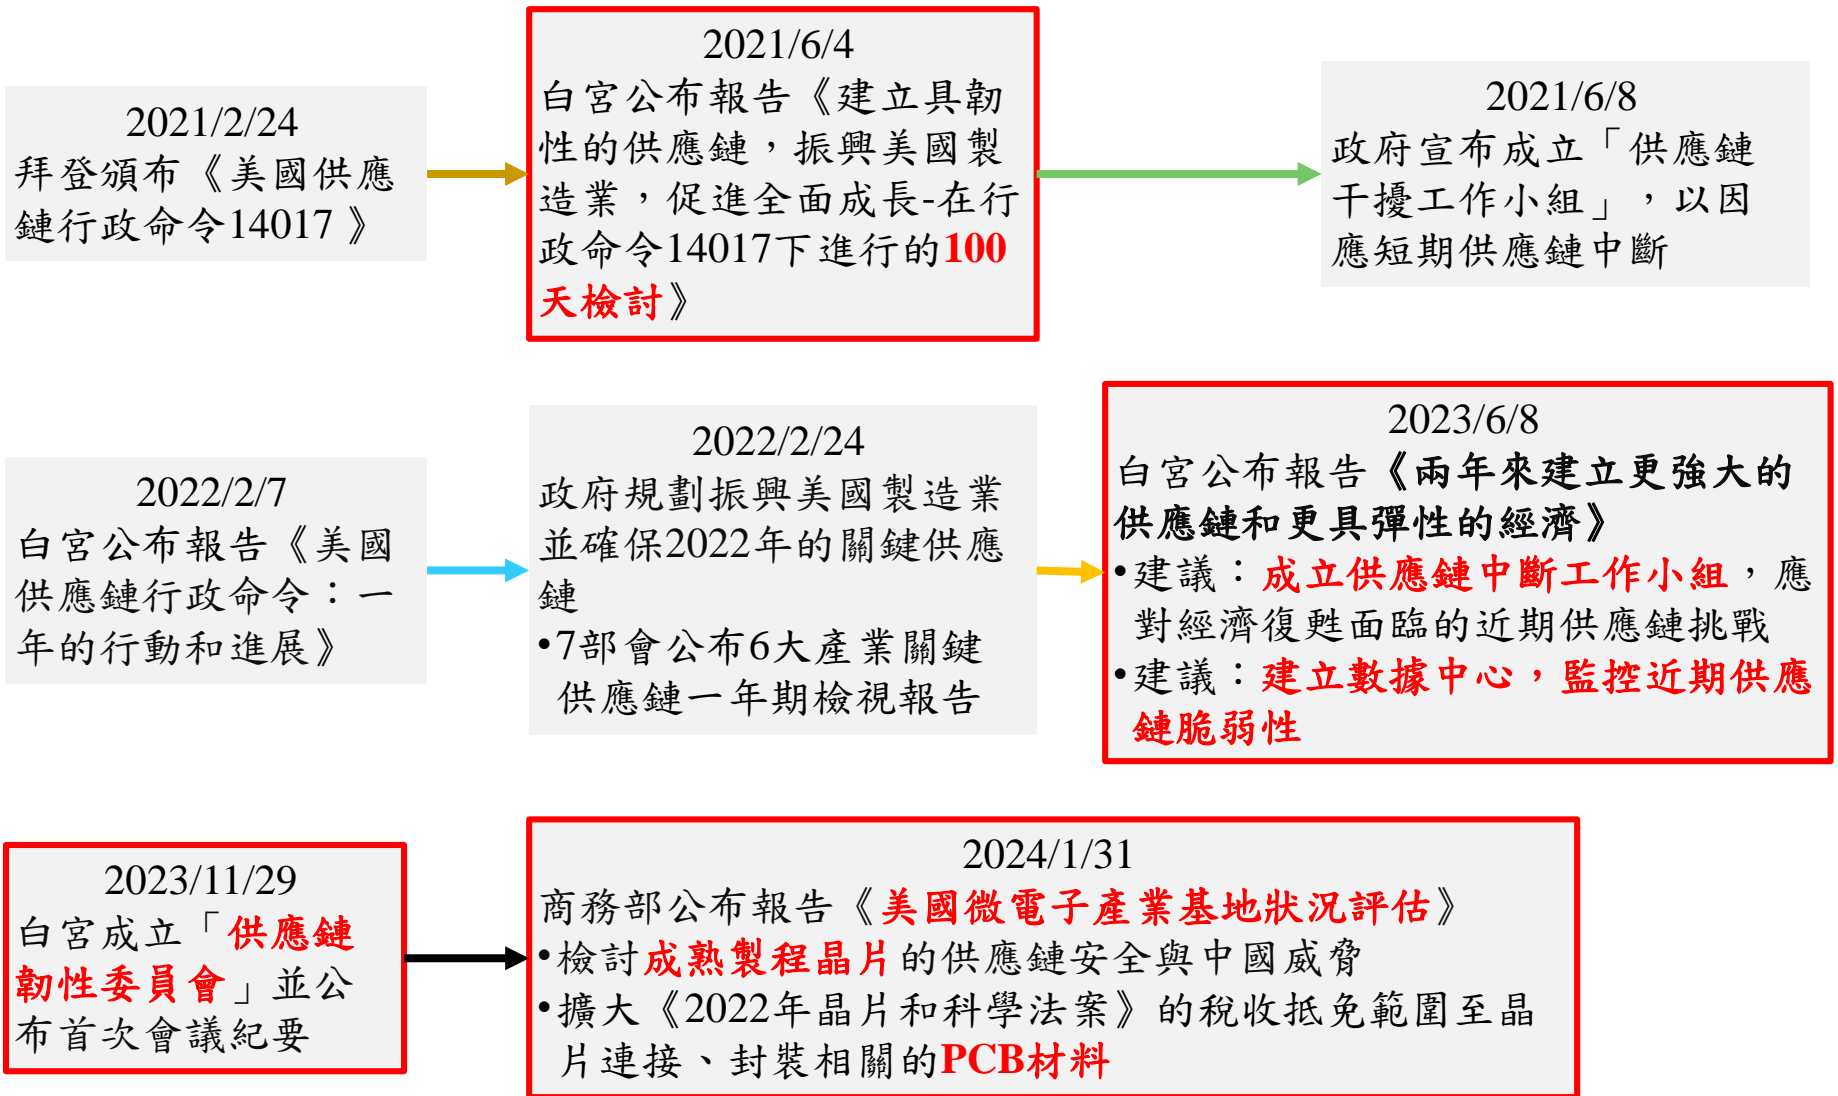 2021/2/24
拜登頒布《美國供應
鏈行政命令14017 》
2021/6/4
白宮公布報告《建立具韌
性的供應鏈，振興美國製
造業，促進全面成長-在行
政命令14017下進行的100
天檢討》
2021/6/8
政府宣布成立「供應鏈
干擾工作小組」，以因
應短期供應鏈中斷
2022/2/7
白宮公布報告《美國
供應鏈行政命令：一
年的行動和進展》
2022/2/24
政府規劃振興美國製造業
並確保2022年的關鍵供應
鏈
•7部會公布6大產業關鍵
供應鏈一年期檢視報告
2023/6/8
白宮公布報告《兩年來建立更強大的
供應鏈和更具彈性的經濟》
•建議：成立供應鏈中斷工作小組，應
對經濟復甦面臨的近期供應鏈挑戰
•建議：建立數據中心，監控近期供應
鏈脆弱性
2023/11/29
白宮成立「供應鏈
韌性委員會」並公
布首次會議紀要
2024/1/31
商務部公布報告《美國微電子產業基地狀況評估》
•檢討成熟製程晶片的供應鏈安全與中國威脅
•擴大《2022年晶片和科學法案》的稅收抵免範圍至晶
片連接、封裝相關的PCB材料